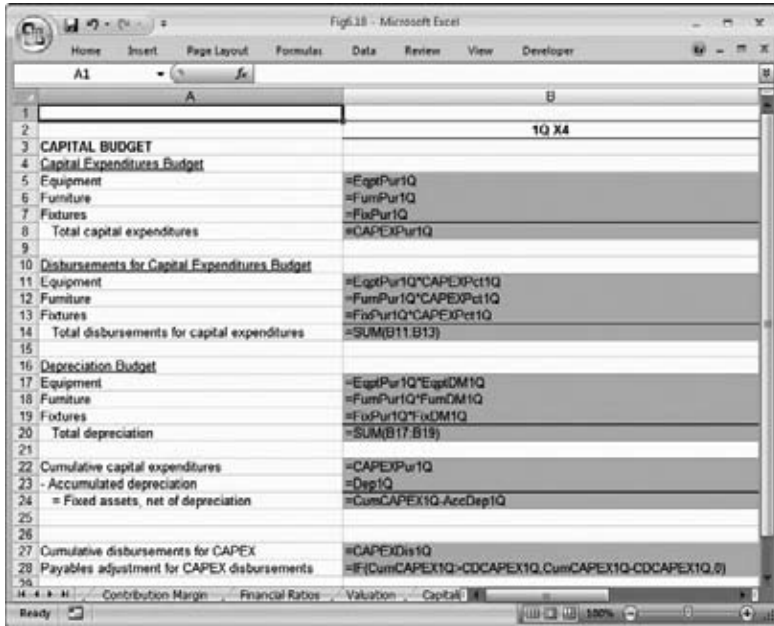 Fig6.18 - Microsoft Excel
Home Insert Page Layout Formulas Data Review View Developer
A1 fx
A B
1
2 1Q X4
3 CAPITAL BUDGET
4 Capital Expenditures Budget
5 Equipment =EqptPur1Q
6 Furniture =FurnPur1Q
7 Fixtures =FixPur1Q
8 Total capital expenditures =CAPEXPur1Q
9
10 Disbursements for Capital Expenditures Budget
11 Equipment =EqptPur1Q*CAPEXPct1Q
12 Furniture =FurnPur1Q*CAPEXPct1Q
13 Fixtures =FixPur1Q*CAPEXPct1Q
14 Total disbursements for capital expenditures =SUM(B11:B13)
15
16 Depreciation Budget
17 Equipment =EqptPur1Q*EqptDM1Q
18 Furniture =FurnPur1Q*FurnDM1Q
19 Fixtures =FixPur1Q*FixDM1Q
20 Total depreciation =SUM(B17:B19)
21
22 Cumulative capital expenditures =CAPEXPur1Q
23 - Accumulated depreciation =Dep1Q
24 = Fixed assets, net of depreciation =CumCAPEX1Q-AccDep1Q
25
26
27 Cumulative disbursements for CAPEX =CAPEXDis1Q
28 Payables adjustment for CAPEX disbursements =IF(CumCAPEX1Q>CDCAPEX1Q,CumCAPEX1Q-CDCAPEX1Q,0)
29
Contribution Margin Financial Ratios Valuation Capital
Ready 100%